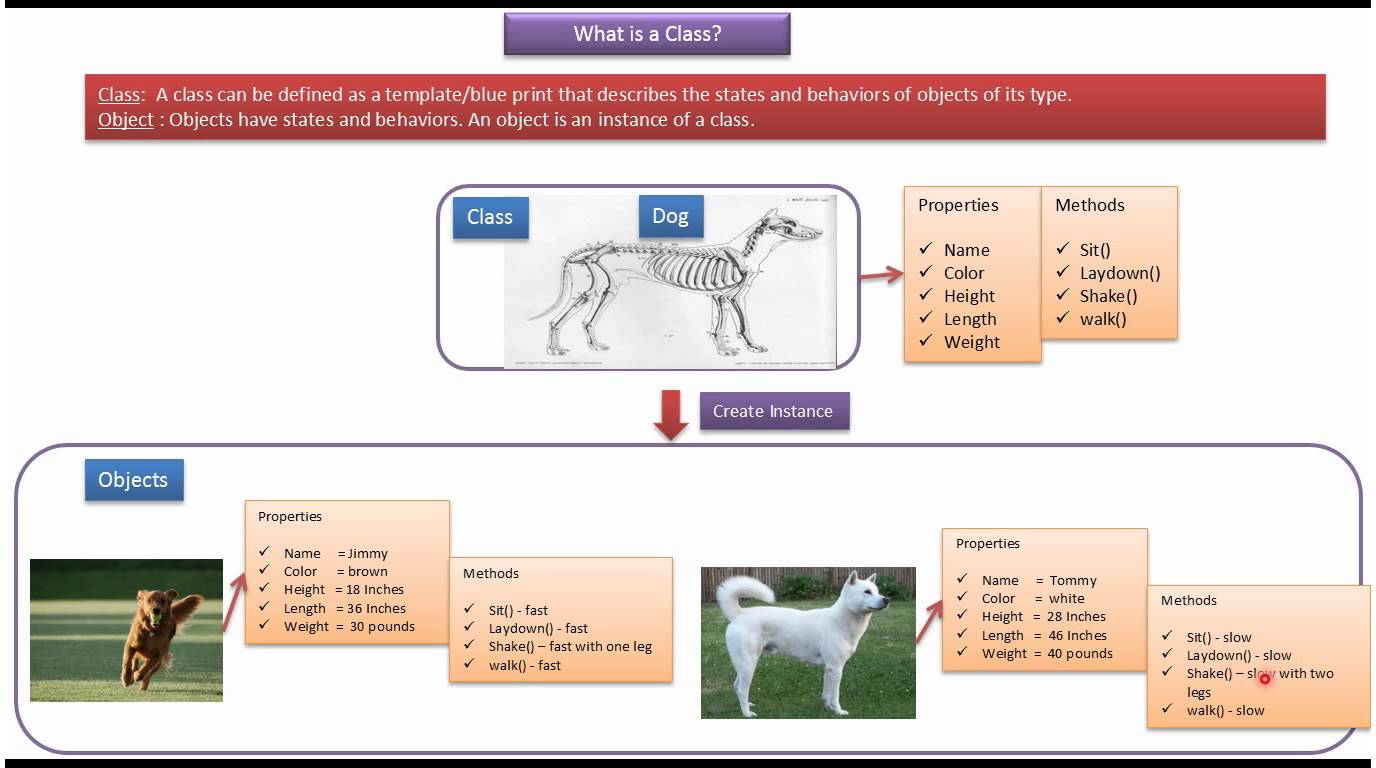 What is a Class?
Class: A class can be defined as a template/blue print that describes the states and behaviors of objects of its type.
Object : Objects have states and behaviors. An object is an instance of a class.
Class
Dog
Properties
Name
Color
Height
Length
Weight
Methods
Sit()
Laydown()
Shake()
walk()
Create Instance
Objects
Properties
Name = Jimmy
Color = brown
Height = 18 Inches
Length = 36 Inches
Weight = 30 pounds
Methods
Sit() - fast
Laydown() - fast
Shake() – fast with one leg
walk() - fast
Properties
Name = Tommy
Color = white
Height = 28 Inches
Length = 46 Inches
Weight = 40 pounds
Methods
Sit() - slow
Laydown() - slow
Shake() – slow with two
legs
walk() - slow